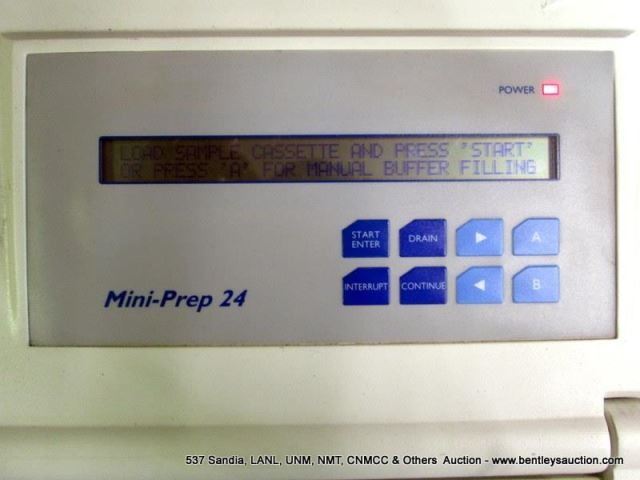 POWER
LOAD SAMPLE CASSETTE AND PRESS 'START'
OR PRESS 'A' FOR MANUAL BUFFER FILLING
START ENTER
DRAIN
A
INTERRUPT
CONTINUE
B
Mini-Prep 24
537 Sandia, LANL, UNM, NMT, CNMCC & Others Auction - www.bentleysauction.com